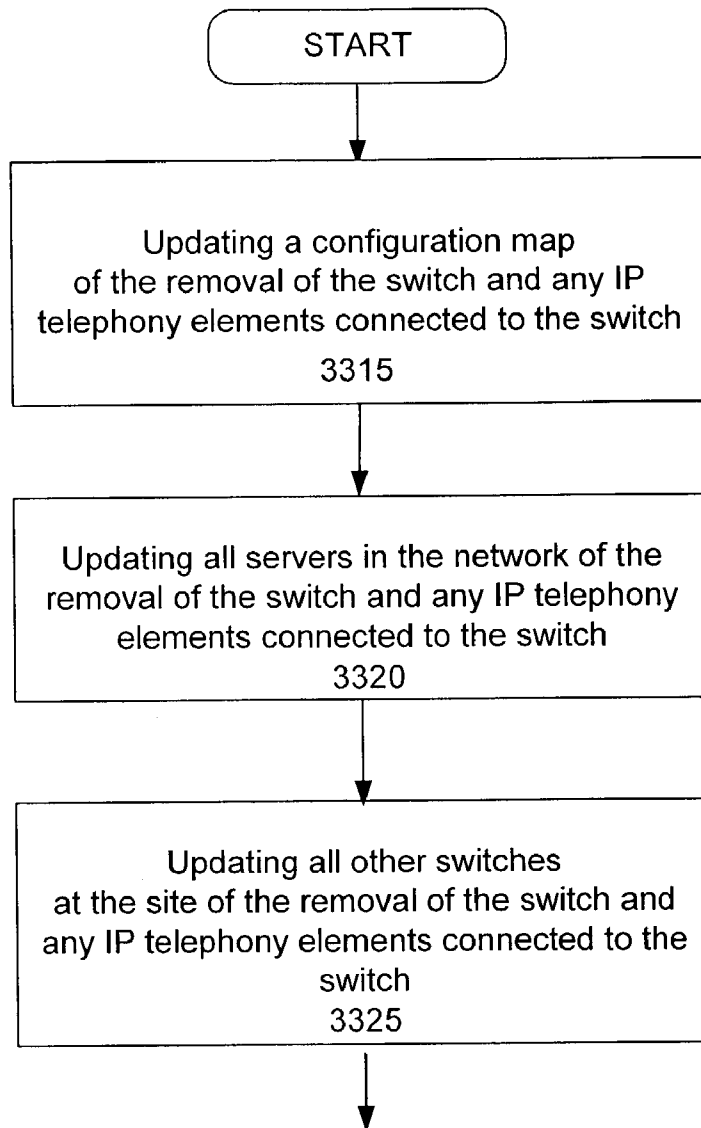 START
Updating a configuration map
of the removal of the switch and any IP
telephony elements connected to the switch
3315
Updating all servers in the network of the
removal of the switch and any IP telephony
elements connected to the switch
3320
Updating all other switches
at the site of the removal of the switch and
any IP telephony elements connected to the
switch
3325